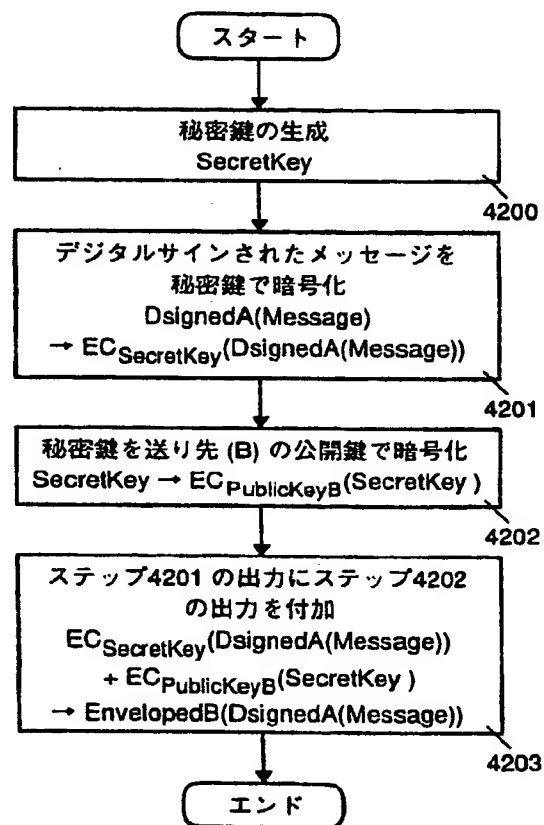 スタート
秘密鍵の生成
SecretKey
4200
デジタルサインされたメッセージを
秘密鍵で暗号化
DsignedA(Message)
→ ECSecretKey(DsignedA(Message))
4201
秘密鍵を送り先 (B) の公開鍵で暗号化
SecretKey → ECPublicKeyB(SecretKey )
4202
ステップ4201 の出力にステップ4202
の出力を付加
ECSecretKey(DsignedA(Message))
+ ECPublicKeyB(SecretKey )
→ EnvelopedB(DsignedA(Message))
4203
エンド